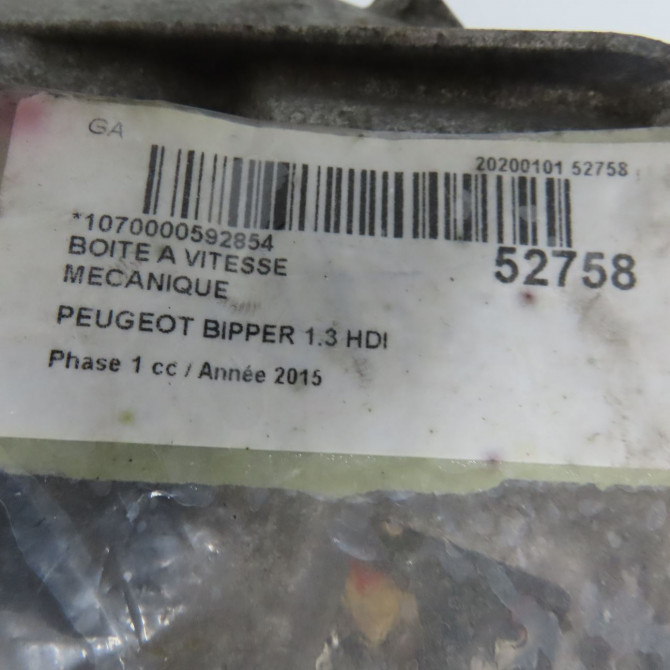 GA
20200101 52758
*1070000592854
52758
BOITE A VITESSE
MECANIQUE
PEUGEOT BIPPER 1.3 HDI
Phase 1 cc / Année 2015